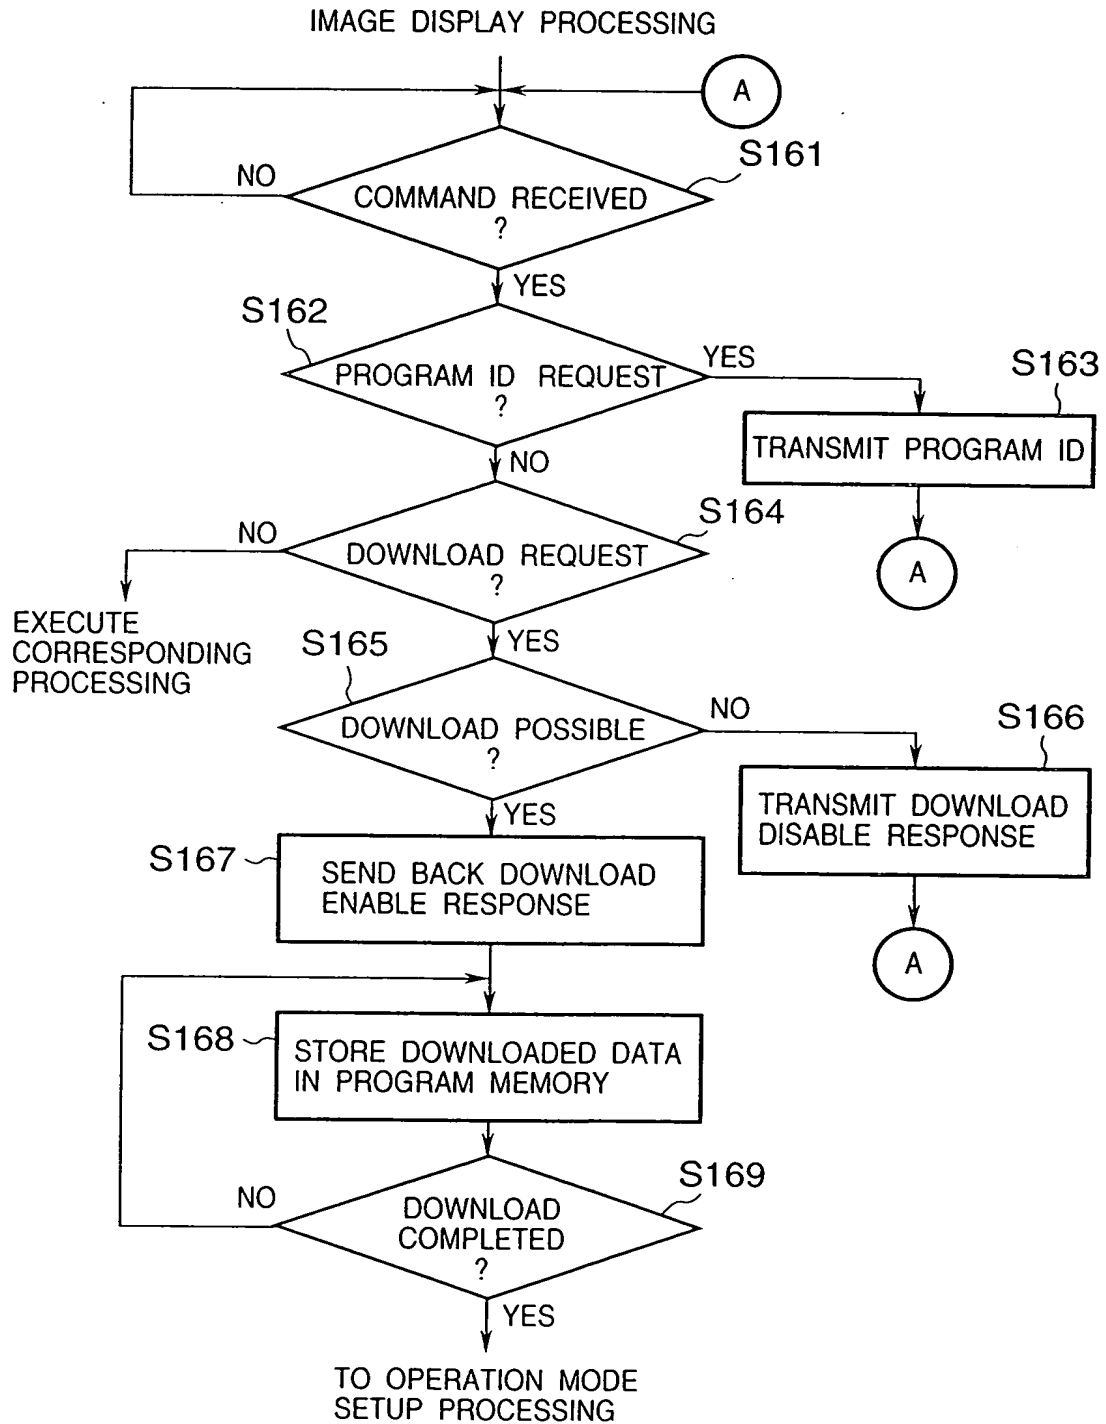 IMAGE DISPLAY PROCESSING
A
S161
NO
COMMAND RECEIVED
?
YES
S162
PROGRAM ID REQUEST
?
YES
S163
TRANSMIT PROGRAM ID
A
NO
S164
NO
DOWNLOAD REQUEST
?
EXECUTE
CORRESPONDING
PROCESSING
YES
S165
DOWNLOAD POSSIBLE
?
NO
S166
TRANSMIT DOWNLOAD
DISABLE RESPONSE
A
YES
S167
SEND BACK DOWNLOAD
ENABLE RESPONSE
S168
STORE DOWNLOADED DATA
IN PROGRAM MEMORY
S169
NO
DOWNLOAD
COMPLETED
?
YES
TO OPERATION MODE
SETUP PROCESSING